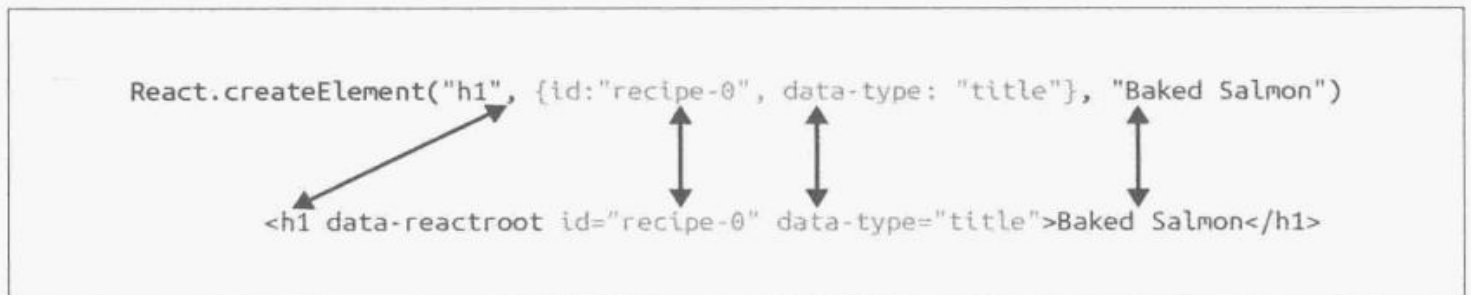 React.createElement("h1", {id:"recipe-0", data-type: "title"}, "Baked Salmon")
<h1 data-reactroot id="recipe-0" data-type="title">Baked Salmon</h1>